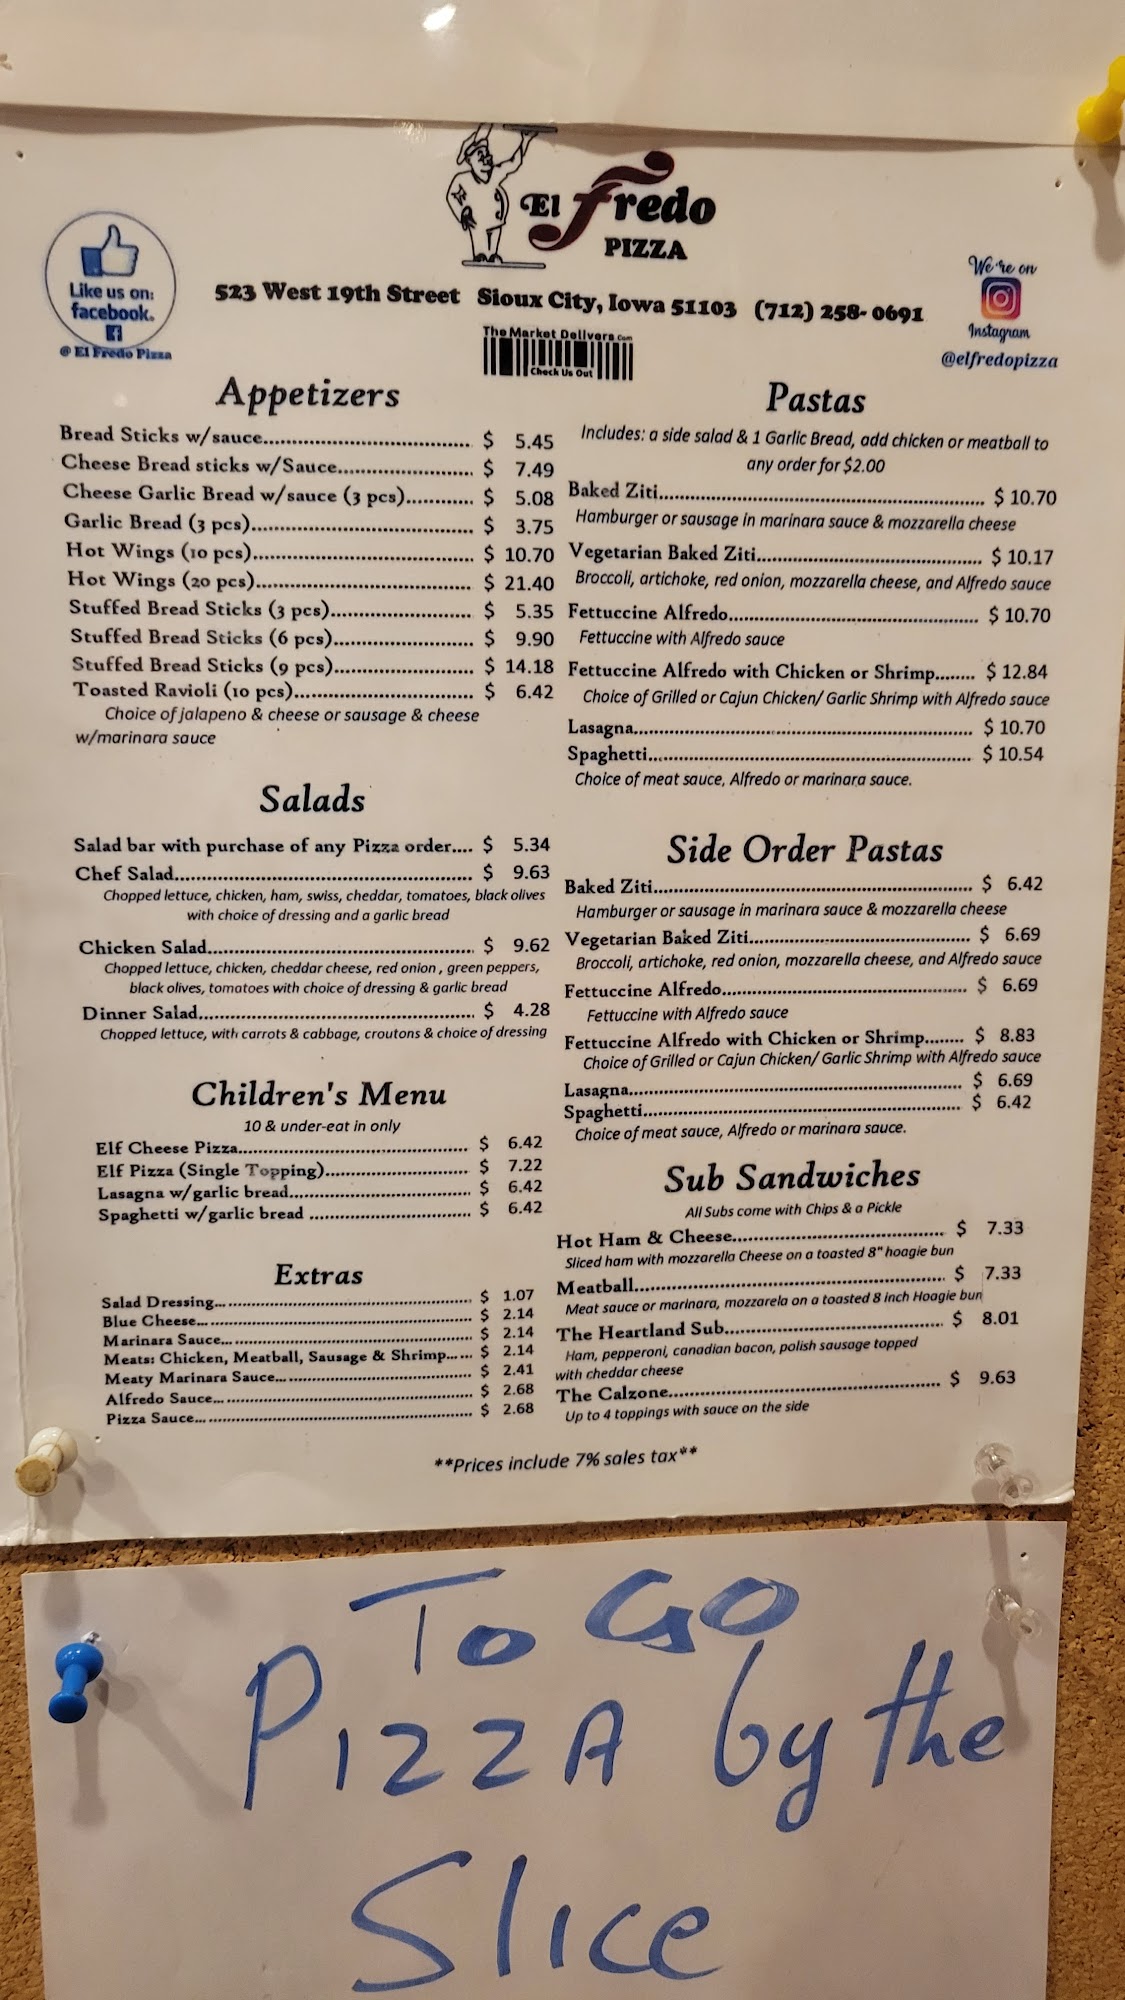 El Fredo
PIZZA
Like us on:
facebook.
@ El Fredo Pizza
523 West 19th Street Sioux City, Iowa 51103 (712) 258-0691
We're on
Instagram
@elfredopizza
The Market Delivers.Com
Check Us Out
Appetizers
Bread Sticks w/sauce $ 5.45
Cheese Bread sticks w/Sauce $ 7.49
Cheese Garlic Bread w/sauce (3 pcs) $ 5.08
Garlic Bread (3 pcs) $ 3.75
Hot Wings (10 pcs) $ 10.70
Hot Wings (20 pcs) $ 21.40
Stuffed Bread Sticks (3 pcs) $ 5.35
Stuffed Bread Sticks (6 pcs) $ 9.90
Stuffed Bread Sticks (9 pcs) $ 14.18
Toasted Ravioli (10 pcs) $ 6.42
Choice of jalapeno & cheese or sausage & cheese
w/marinara sauce
Salads
Salad bar with purchase of any Pizza order.... $ 5.34
Chef Salad $ 9.63
Chopped lettuce, chicken, ham, swiss, cheddar, tomatoes, black olives
with choice of dressing and a garlic bread
Chicken Salad $ 9.62
Chopped lettuce, chicken, cheddar cheese, red onion , green peppers,
black olives, tomatoes with choice of dressing & garlic bread
Dinner Salad $ 4.28
Chopped lettuce, with carrots & cabbage, croutons & choice of dressing
Children's Menu
10 & under-eat in only
Elf Cheese Pizza $ 6.42
Elf Pizza (Single Topping) $ 7.22
Lasagna w/garlic bread $ 6.42
Spaghetti w/garlic bread $ 6.42
Extras
Salad Dressing $ 1.07
Blue Cheese $ 2.14
Marinara Sauce $ 2.14
Meats: Chicken, Meatball, Sausage & Shrimp $ 2.14
Meaty Marinara Sauce $ 2.41
Alfredo Sauce $ 2.68
Pizza Sauce $ 2.68
Pastas
Includes: a side salad & 1 Garlic Bread, add chicken or meatball to
any order for $2.00
Baked Ziti $ 10.70
Hamburger or sausage in marinara sauce & mozzarella cheese
Vegetarian Baked Ziti $ 10.17
Broccoli, artichoke, red onion, mozzarella cheese, and Alfredo sauce
Fettuccine Alfredo $ 10.70
Fettuccine with Alfredo sauce
Fettuccine Alfredo with Chicken or Shrimp $ 12.84
Choice of Grilled or Cajun Chicken/ Garlic Shrimp with Alfredo sauce
Lasagna $ 10.70
Spaghetti $ 10.54
Choice of meat sauce, Alfredo or marinara sauce.
Side Order Pastas
Baked Ziti $ 6.42
Hamburger or sausage in marinara sauce & mozzarella cheese
Vegetarian Baked Ziti $ 6.69
Broccoli, artichoke, red onion, mozzarella cheese, and Alfredo sauce
Fettuccine Alfredo $ 6.69
Fettuccine with Alfredo sauce
Fettuccine Alfredo with Chicken or Shrimp $ 8.83
Choice of Grilled or Cajun Chicken/ Garlic Shrimp with Alfredo sauce
Lasagna $ 6.69
Spaghetti $ 6.42
Choice of meat sauce, Alfredo or marinara sauce.
Sub Sandwiches
All Subs come with Chips & a Pickle
Hot Ham & Cheese $ 7.33
Sliced ham with mozzarella Cheese on a toasted 8" hoagie bun
Meatball $ 7.33
Meat sauce or marinara, mozzarela on a toasted 8 inch Hoagie bun
The Heartland Sub $ 8.01
Ham, pepperoni, canadian bacon, polish sausage topped
with cheddar cheese
The Calzone $ 9.63
Up to 4 toppings with sauce on the side
**Prices include 7% sales tax**
To GO
PIZZA by the
Slice